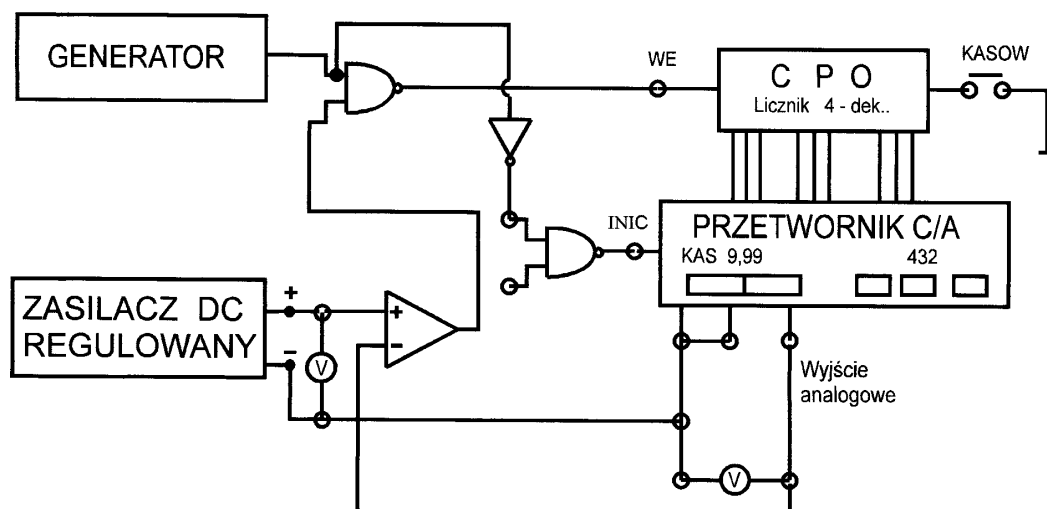 GENERATOR
WE
C P O
Licznik 4 - dek..
KASOW
INIC
PRZETWORNIK C/A
KAS 9,99 432
ZASILACZ DC
REGULOWANY
+
−
V
+
−
Wyjście
analogowe
V